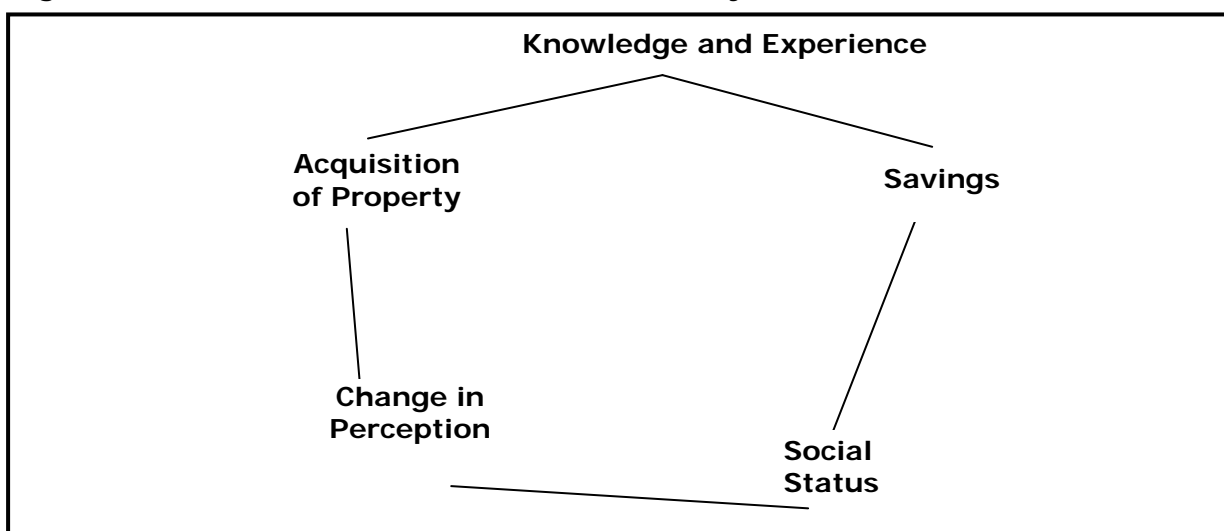 Knowledge and Experience
Acquisition
of Property
Savings
Change in
Perception
Social
Status